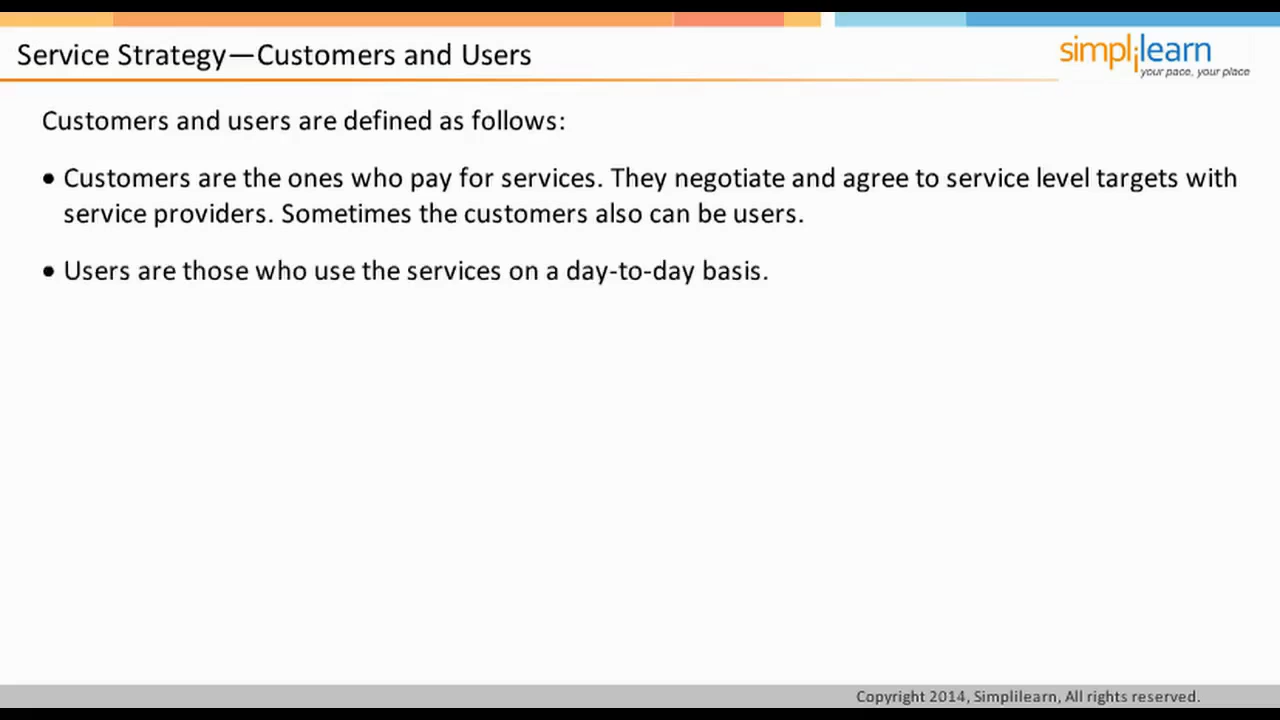 Service Strategy—Customers and Users
simplilearn
your pace, your place
Customers and users are defined as follows:
• Customers are the ones who pay for services. They negotiate and agree to service level targets with
service providers. Sometimes the customers also can be users.
• Users are those who use the services on a day-to-day basis.
Copyright 2014, Simplilearn, All rights reserved.